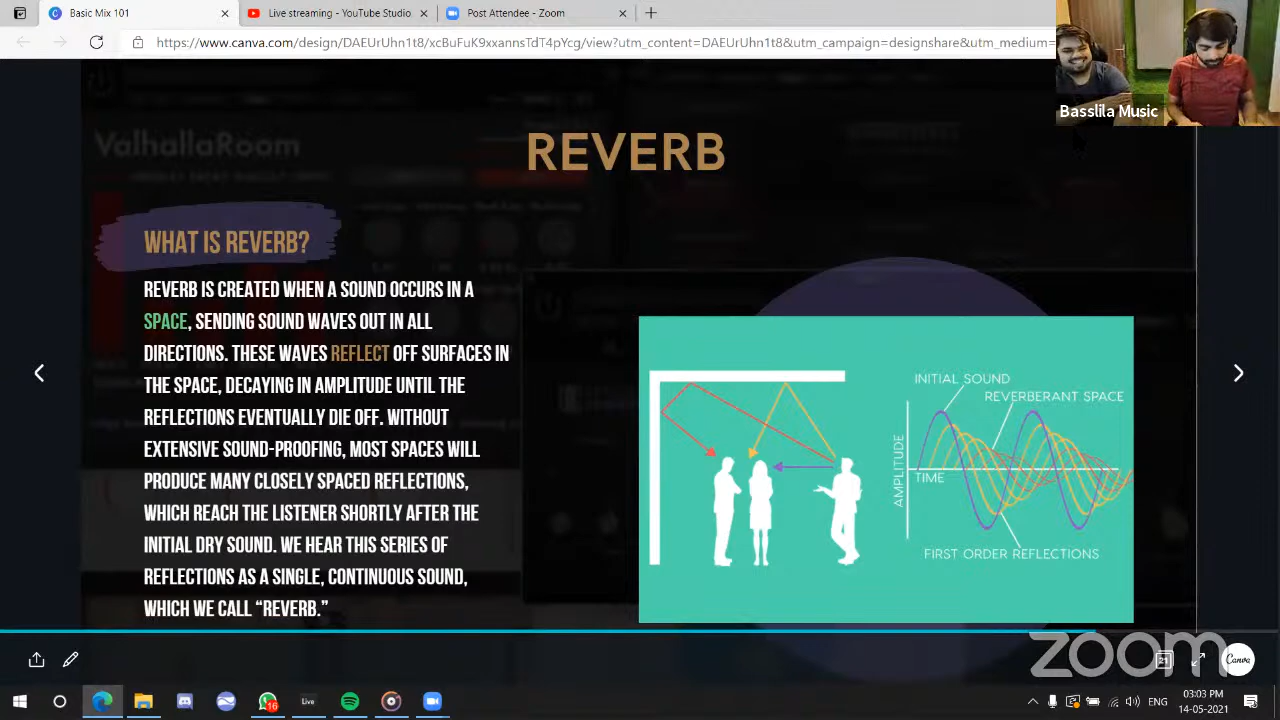 Basic Mix 101
Live streaming - YouTube Studio
Post Attendee - Zoom
https://www.canva.com/design/DAEUrUhn1t8/xcBuFuK9xxannsTdT4pYcg/view?utm_content=DAEUrUhn1t8&utm_campaign=designshare&utm_medium=
Basslila Music
ValhallaRoom
REVERB
WHAT IS REVERB?
REVERB IS CREATED WHEN A SOUND OCCURS IN A
SPACE, SENDING SOUND WAVES OUT IN ALL
DIRECTIONS. THESE WAVES REFLECT OFF SURFACES IN
THE SPACE, DECAYING IN AMPLITUDE UNTIL THE
REFLECTIONS EVENTUALLY DIE OFF. WITHOUT
EXTENSIVE SOUND-PROOFING, MOST SPACES WILL
PRODUCE MANY CLOSELY SPACED REFLECTIONS,
WHICH REACH THE LISTENER SHORTLY AFTER THE
INITIAL DRY SOUND. WE HEAR THIS SERIES OF
REFLECTIONS AS A SINGLE, CONTINUOUS SOUND,
WHICH WE CALL “REVERB.”
INITIAL SOUND
REVERBERANT SPACE
AMPLITUDE
TIME
FIRST ORDER REFLECTIONS
zoom
21
Canva
16
Live
ENG
03:03 PM
14-05-2021